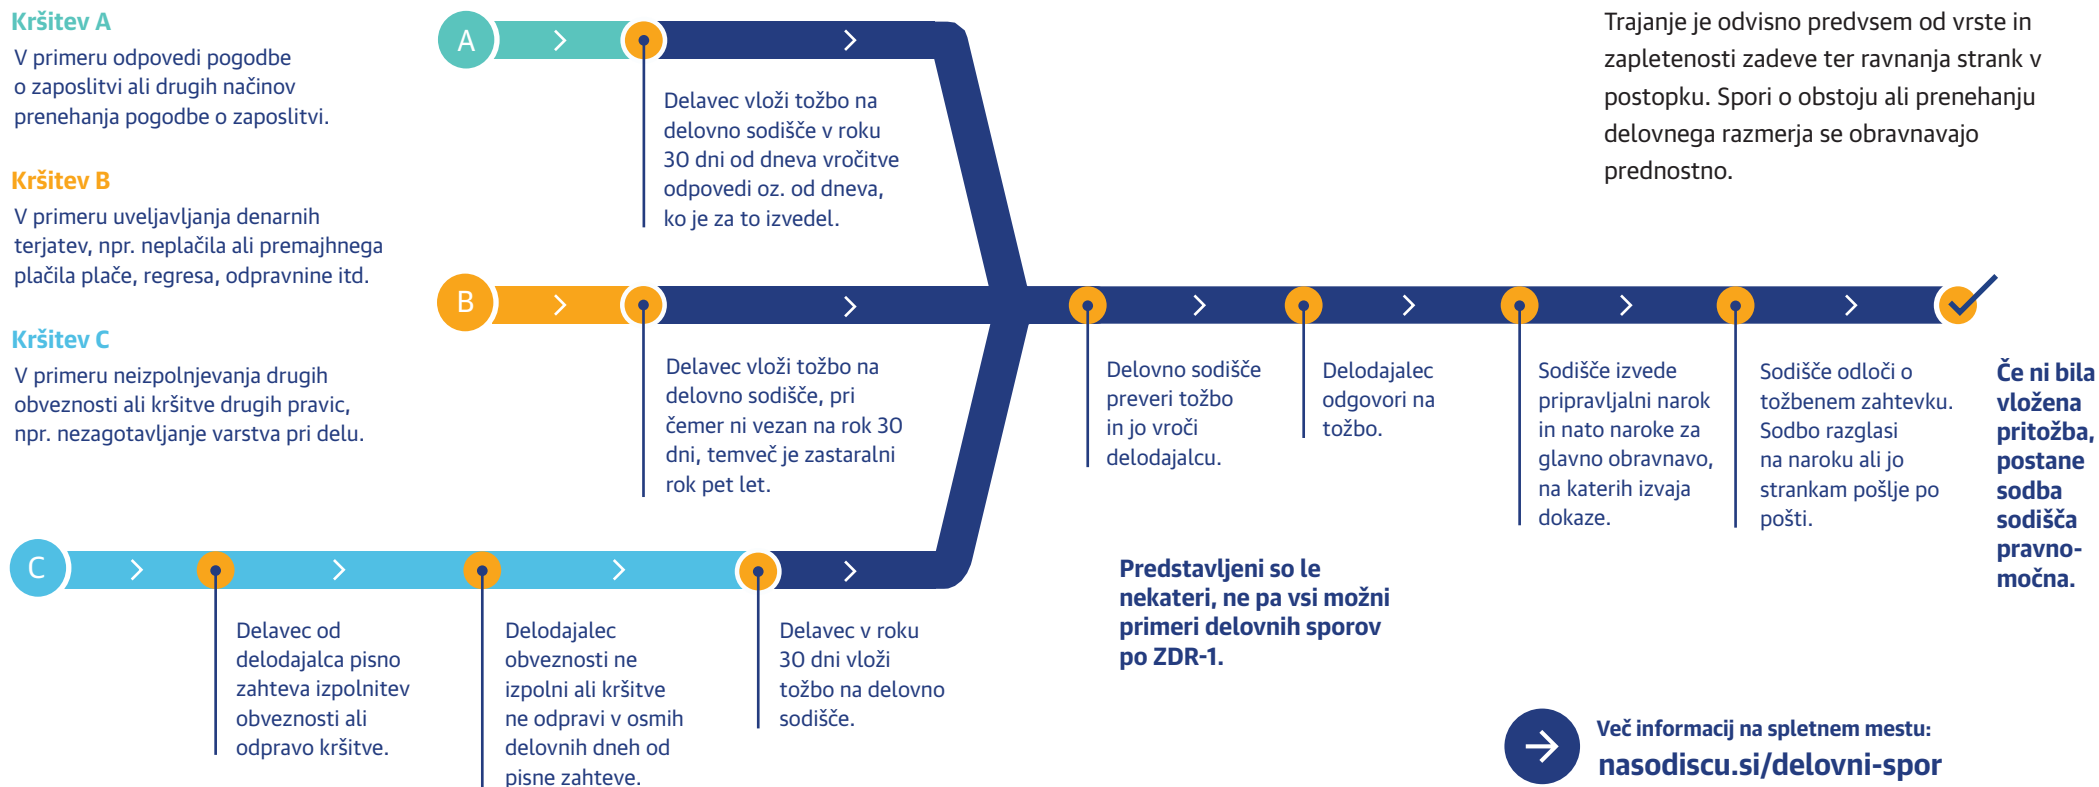 Kršitev A
V primeru odpovedi pogodbe
o zaposlitvi ali drugih načinov
prenehanja pogodbe o zaposlitvi.
Kršitev B
V primeru uveljavljanja denarnih
terjatev, npr. neplačila ali premajhnega
plačila plače, regresa, odpravnine itd.
Kršitev C
V primeru neizpolnjevanja drugih
obveznosti ali kršitve drugih pravic,
npr. nezagotavljanje varstva pri delu.
A
Delavec vloži tožbo na
delovno sodišče v roku
30 dni od dneva vročitve
odpovedi oz. od dneva,
ko je za to izvedel.
B
Delavec vloži tožbo na
delovno sodišče, pri
čemer ni vezan na rok 30
dni, temveč je zastaralni
rok pet let.
C
Delavec od
delodajalca pisno
zahteva izpolnitev
obveznosti ali
odpravo kršitve.
Delodajalec
obveznosti ne
izpolni ali kršitve
ne odpravi v osmih
delovnih dneh od
pisne zahteve.
Delavec v roku
30 dni vloži
tožbo na delovno
sodišče.
Delovno sodišče
preveri tožbo
in jo vroči
delodajalcu.
Delodajalec
odgovori na
tožbo.
Sodišče izvede
pripravljalni narok
in nato naroke za
glavno obravnavo,
na katerih izvaja
dokaze.
Sodišče odloči o
tožbenem zahtevku.
Sodbo razglasi
na naroku ali jo
strankam pošlje po
pošti.
Če ni bila
vložena
pritožba,
postane
sodba
sodišča
pravno-
močna.
Trajanje je odvisno predvsem od vrste in
zapletenosti zadeve ter ravnanja strank v
postopku. Spori o obstoju ali prenehanju
delovnega razmerja se obravnavajo
prednostno.
Predstavljeni so le
nekateri, ne pa vsi možni
primeri delovnih sporov
po ZDR-1.
Več informacij na spletnem mestu:
nasodiscu.si/delovni-spor